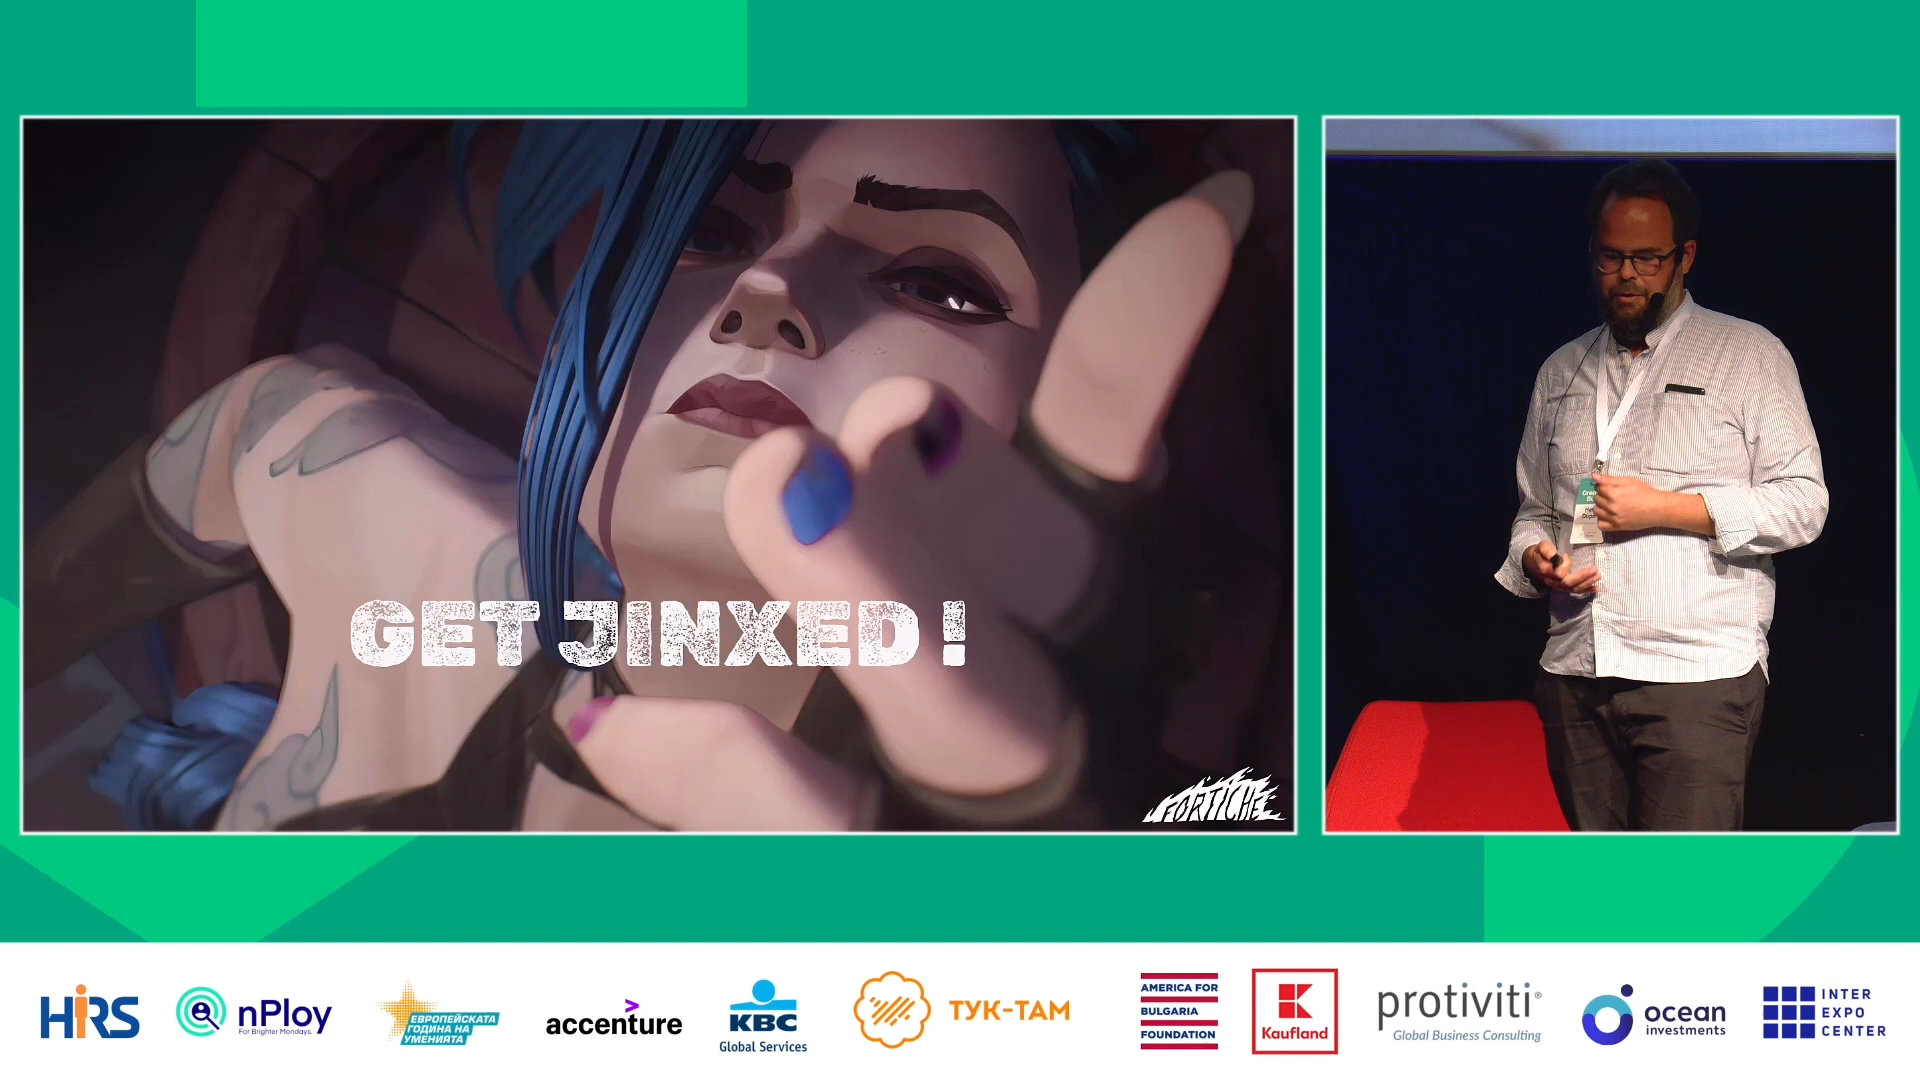 GET JINXED !
FORTICHE
HIRS
nPloy
For Brighter Mondays.
ЕВРОПЕЙСКАТА
ГОДИНА НА
УМЕНИЯТА
accenture
KBC
Global Services
ТУК-ТАМ
AMERICA FOR
BULGARIA
FOUNDATION
Kaufland
protiviti®
Global Business Consulting
ocean
investments
INTER
EXPO
CENTER